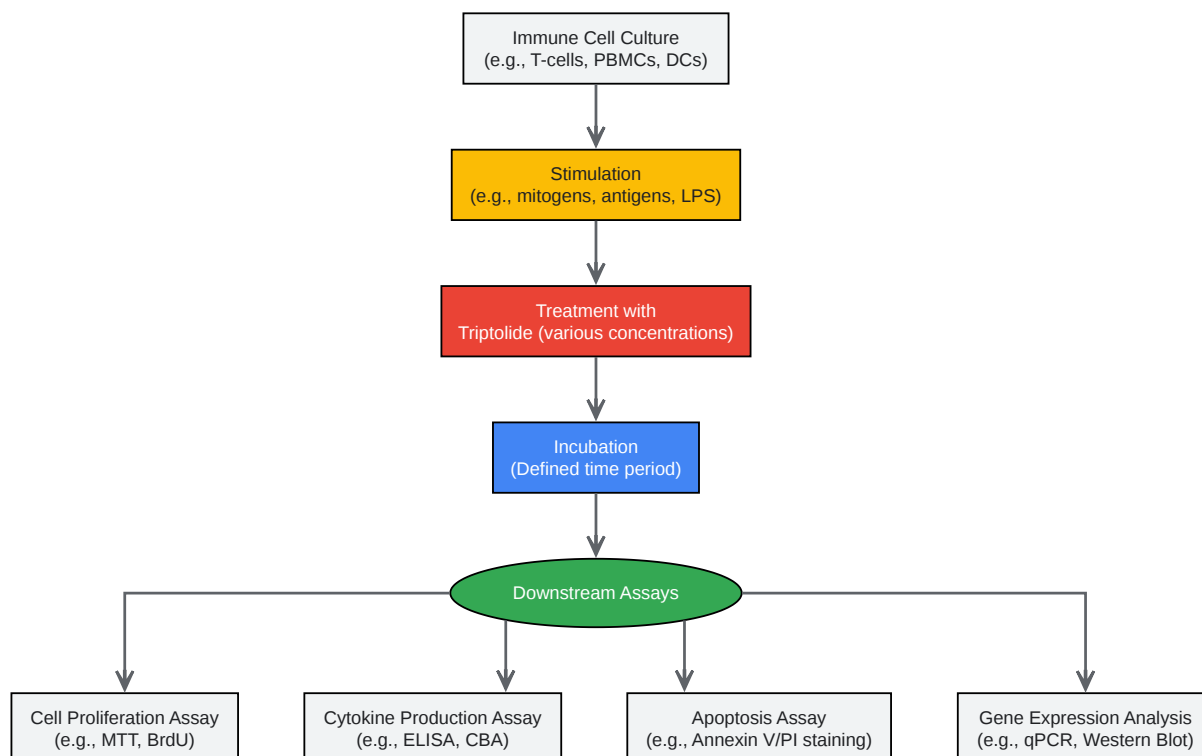 Immune Cell Culture
(e.g., T-cells, PBMCs, DCs)
Stimulation
(e.g., mitogens, antigens, LPS)
Treatment with
Triptolide (various concentrations)
Incubation
(Defined time period)
Downstream Assays
Cell Proliferation Assay
(e.g., MTT, BrdU)
Cytokine Production Assay
(e.g., ELISA, CBA)
Apoptosis Assay
(e.g., Annexin V/PI staining)
Gene Expression Analysis
(e.g., qPCR, Western Blot)